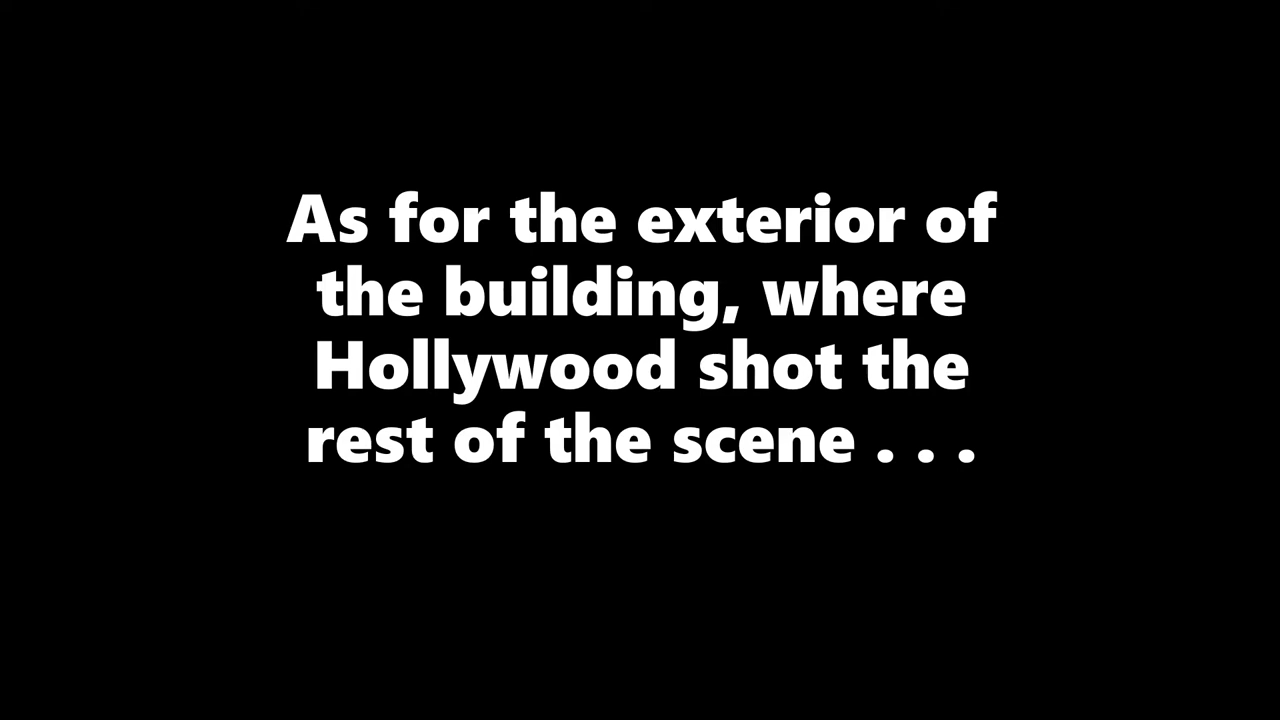 As for the exterior of
the building, where
Hollywood shot the
rest of the scene . . .